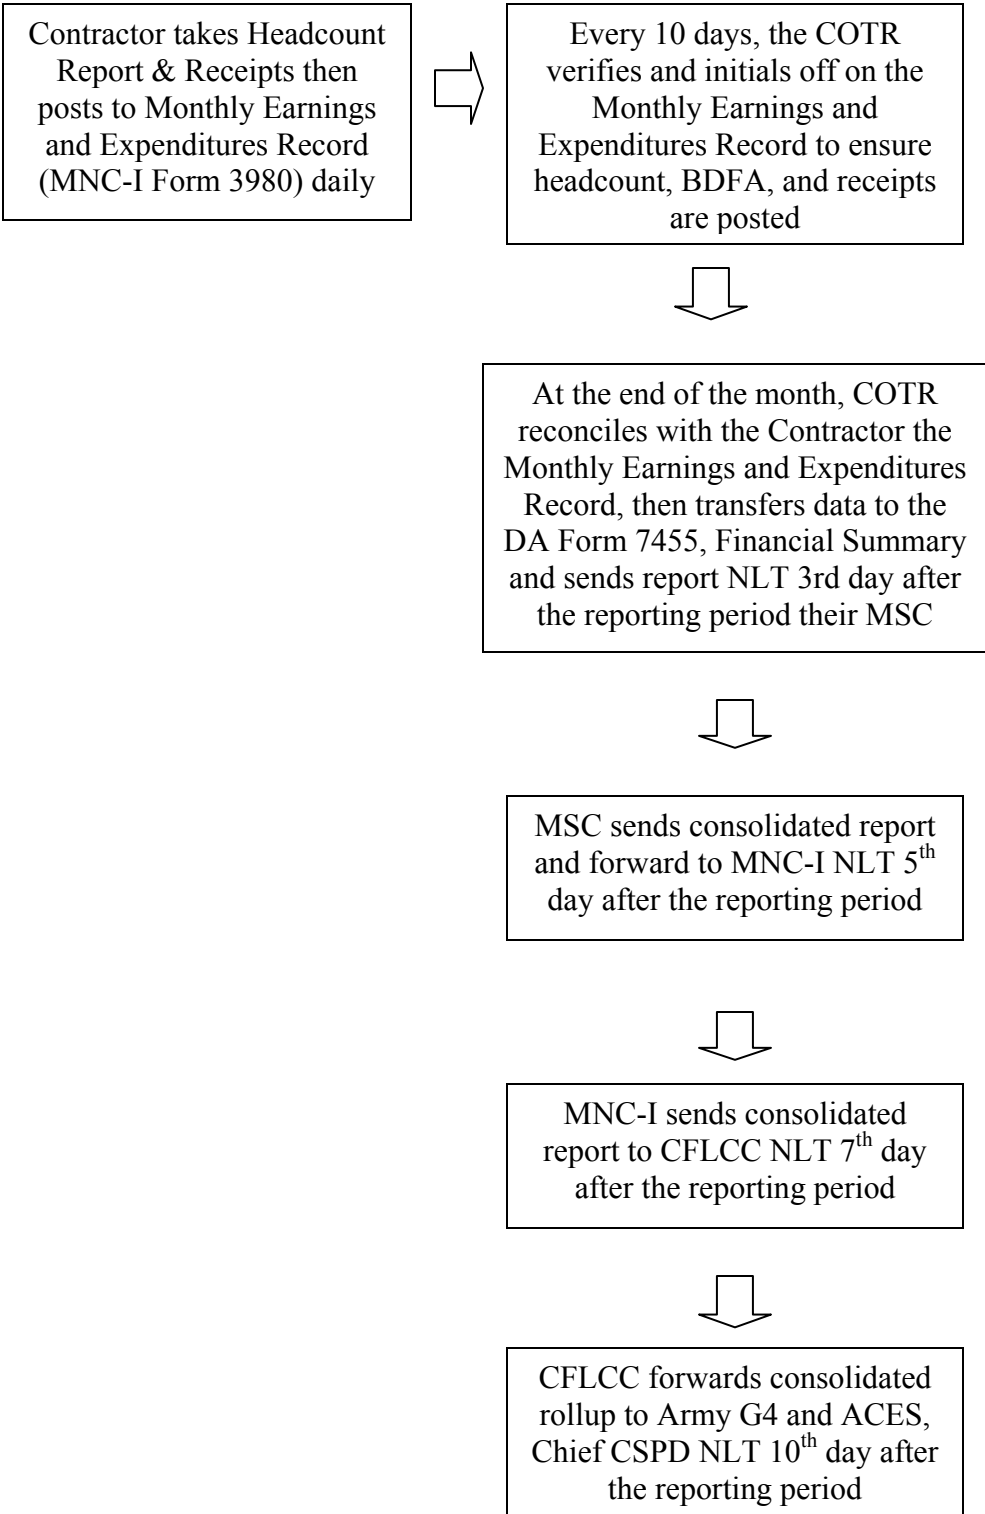 Contractor takes Headcount
Report & Receipts then
posts to Monthly Earnings
and Expenditures Record
(MNC-I Form 3980) daily
Every 10 days, the COTR
verifies and initials off on the
Monthly Earnings and
Expenditures Record to ensure
headcount, BDFA, and receipts
are posted
At the end of the month, COTR
reconciles with the Contractor the
Monthly Earnings and Expenditures
Record, then transfers data to the
DA Form 7455, Financial Summary
and sends report NLT 3rd day after
the reporting period their MSC
MSC sends consolidated report
and forward to MNC-I NLT 5th
day after the reporting period
MNC-I sends consolidated
report to CFLCC NLT 7th day
after the reporting period
CFLCC forwards consolidated
rollup to Army G4 and ACES,
Chief CSPD NLT 10th day after
the reporting period